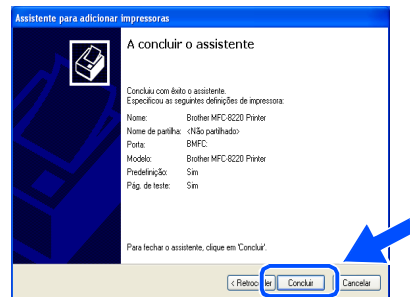 Assistente para adicionar impressoras
A concluir o assistente
Concluiu com êxito o assistente.
Especificou as seguintes definições de impressora:
Nome: Brother MFC-8220 Printer
Nome de partilha: <Não partilhado>
Porta: BMFC:
Modelo: Brother MFC-8220 Printer
Predefinição: Sim
Pág. de teste: Sim
Para fechar o assistente, clique em 'Concluir'.
< Retroceder Concluir Cancelar